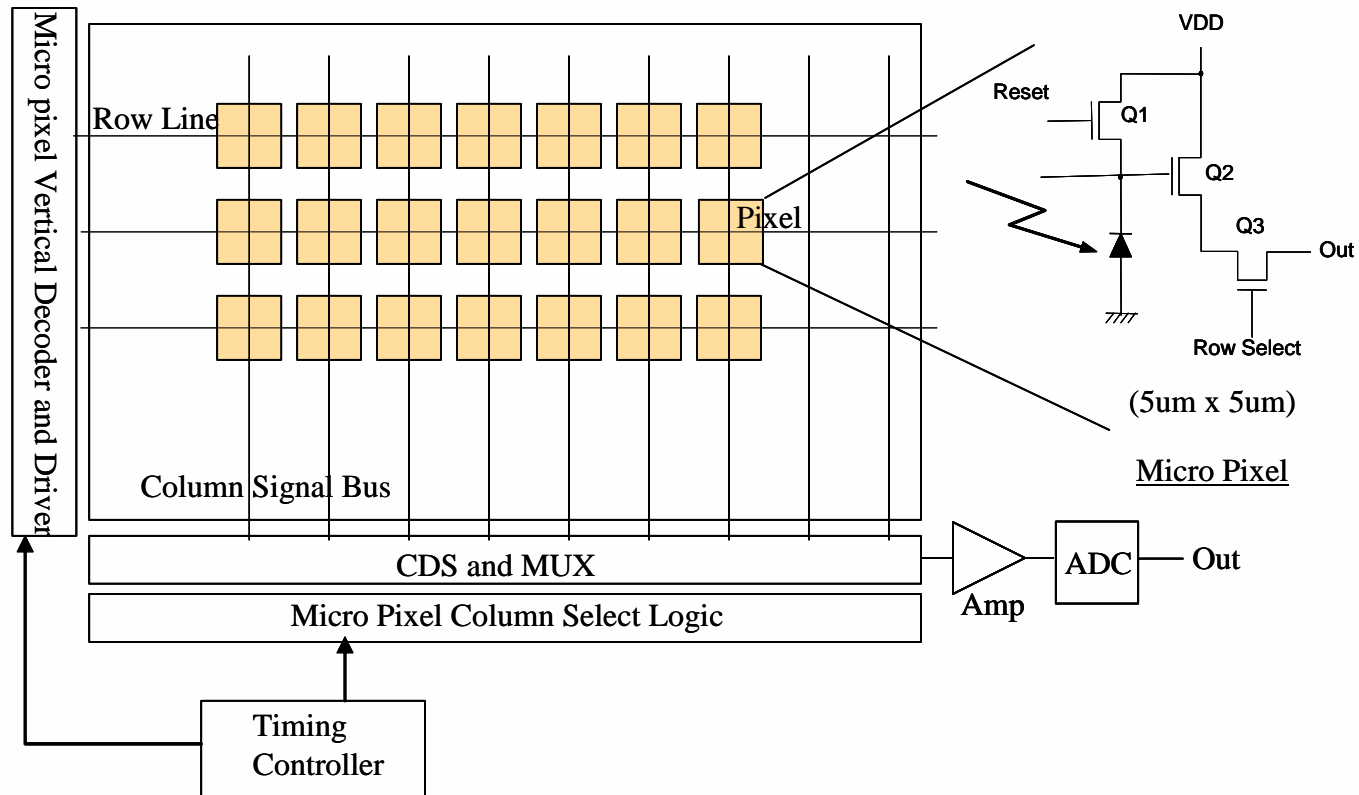 Micro pixel Vertical Decoder and Driver
Row Line
Pixel
Column Signal Bus
CDS and MUX
Micro Pixel Column Select Logic
Timing
Controller
Amp
ADC
Out
VDD
Reset
Q1
Q2
Q3
Out
Row Select
(5um x 5um)
Micro Pixel